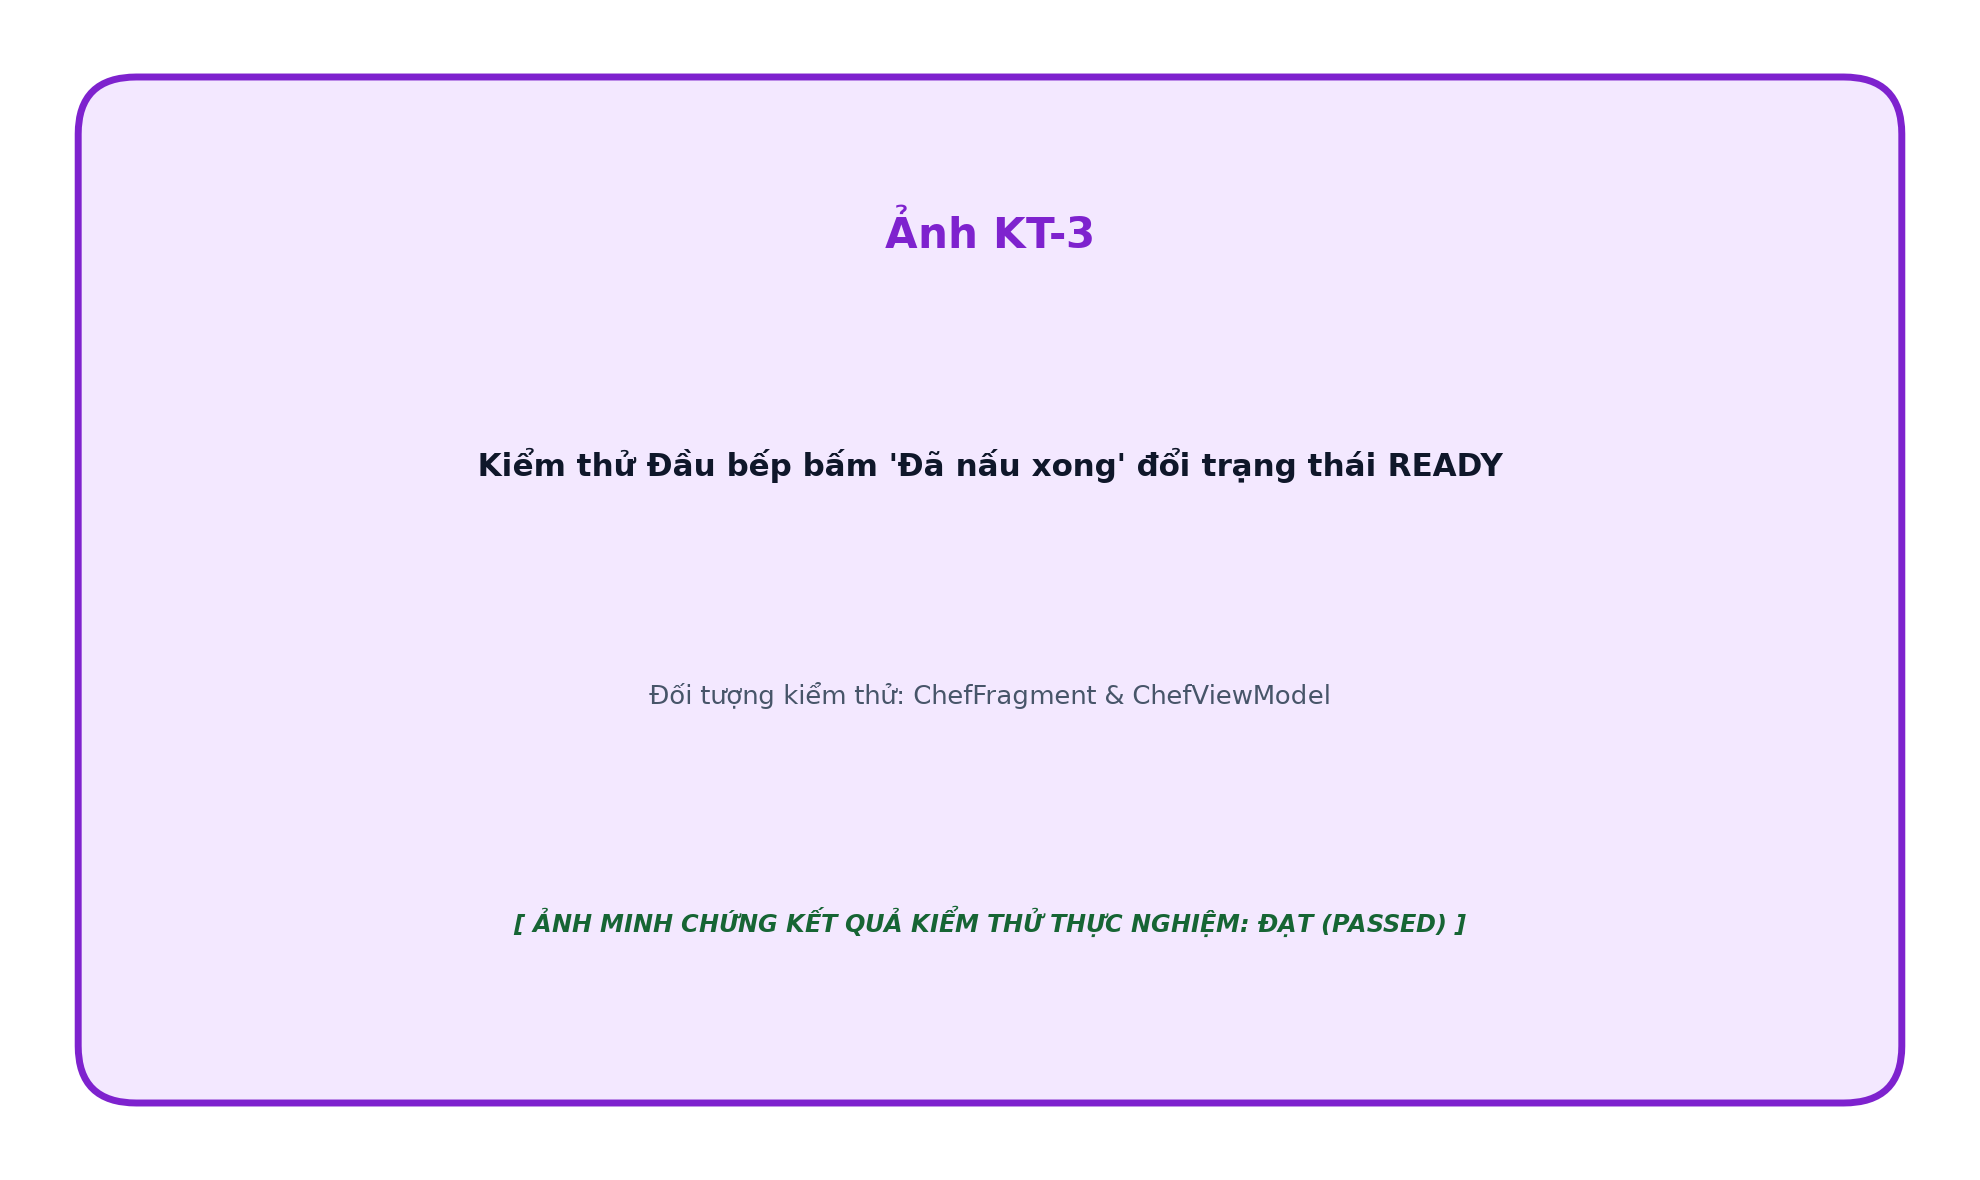 Ảnh KT-3
Kiểm thử Đầu bếp bấm 'Đã nấu xong' đổi trạng thái READY
Đối tượng kiểm thử: ChefFragment & ChefViewModel
[ ẢNH MINH CHỨNG KẾT QUẢ KIỂM THỬ THỰC NGHIỆM: ĐẠT (PASSED) ]